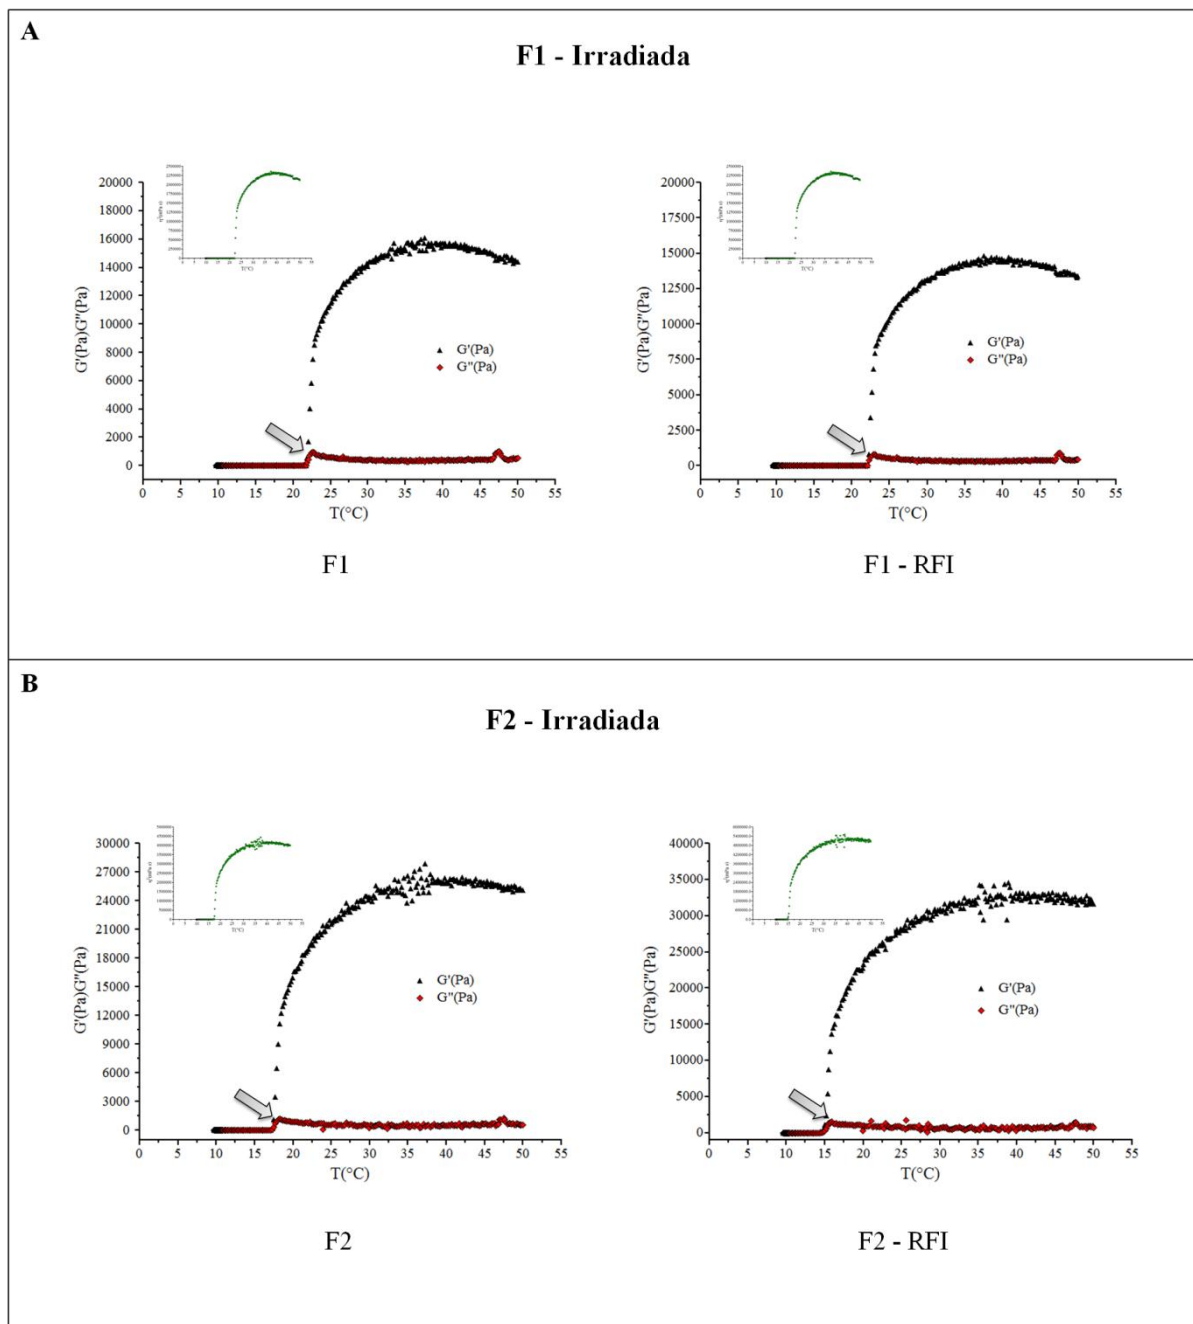 A
F1 - Irradiada
20000
18000
16000
14000
12000
10000
8000
6000
4000
2000
0
G'(Pa)G"(Pa)
G'(Pa)
G"(Pa)
0 5 10 15 20 25 30 35 40 45 50 55
T(°C)
F1
20000
17500
15000
12500
10000
7500
5000
2500
0
G'(Pa)G"(Pa)
G'(Pa)
G"(Pa)
0 5 10 15 20 25 30 35 40 45 50 55
T(°C)
F1 - RFI
B
F2 - Irradiada
30000
27000
24000
21000
18000
15000
12000
9000
6000
3000
0
G'(Pa)G"(Pa)
G'(Pa)
G"(Pa)
0 5 10 15 20 25 30 35 40 45 50 55
T(°C)
F2
40000
35000
30000
25000
20000
15000
10000
5000
0
G'(Pa)G"(Pa)
G'(Pa)
G"(Pa)
0 5 10 15 20 25 30 35 40 45 50 55
T(°C)
F2 - RFI